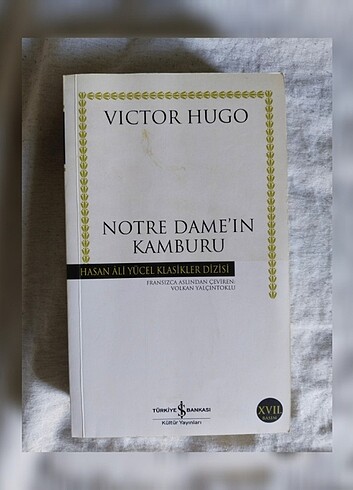 VICTOR HUGO
NOTRE DAME'IN
KAMBURU
HASAN ÂLİ YÜCEL KLASİKLER DİZİSİ
FRANSIZCA ASLINDAN ÇEVİREN:
VOLKAN YALÇINTOKLU
TÜRKİYE İŞ BANKASI
Kültür Yayınları
XVII.
BASIM